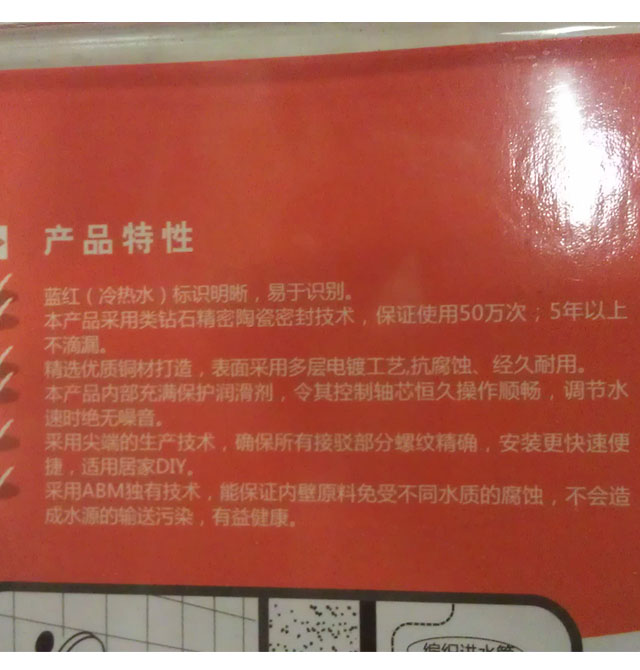 产品特性
蓝红（冷热水）标识明晰，易于识别。
本产品采用类钻石精密陶瓷密封技术，保证使用50万次；5年以上
不滴漏。
精选优质铜材打造，表面采用多层电镀工艺,抗腐蚀、经久耐用。
本产品内部充满保护润滑剂，令其控制轴芯恒久操作顺畅，调节水
速时绝无噪音。
采用尖端的生产技术，确保所有接驳部分螺纹精确，安装更快速便
捷，适用居家DIY。
采用ABM独有技术，能保证内壁原料免受不同水质的腐蚀，不会造
成水源的输送污染，有益健康。
编织进水管